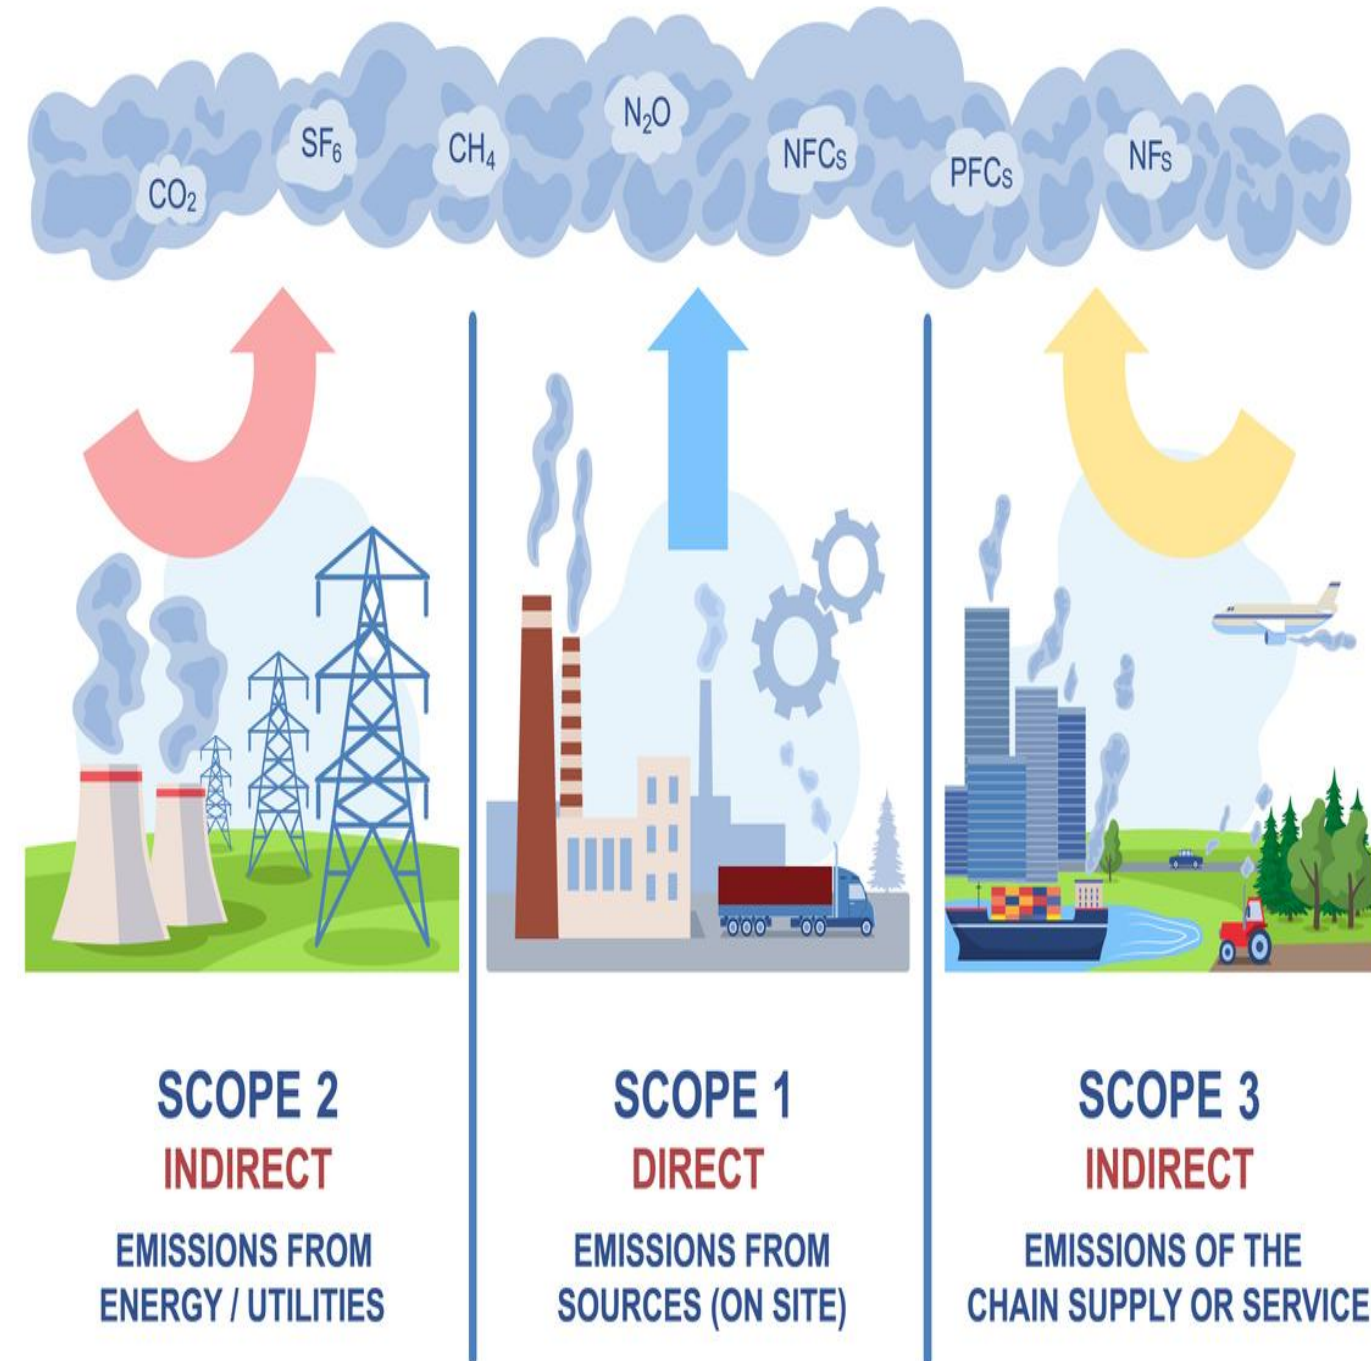 CO₂
SF₆
CH₄
N₂O
NFCs
PFCs
NFs
SCOPE 2
INDIRECT
EMISSIONS FROM
ENERGY / UTILITIES
SCOPE 1
DIRECT
EMISSIONS FROM
SOURCES (ON SITE)
SCOPE 3
INDIRECT
EMISSIONS OF THE
CHAIN SUPPLY OR SERVICE